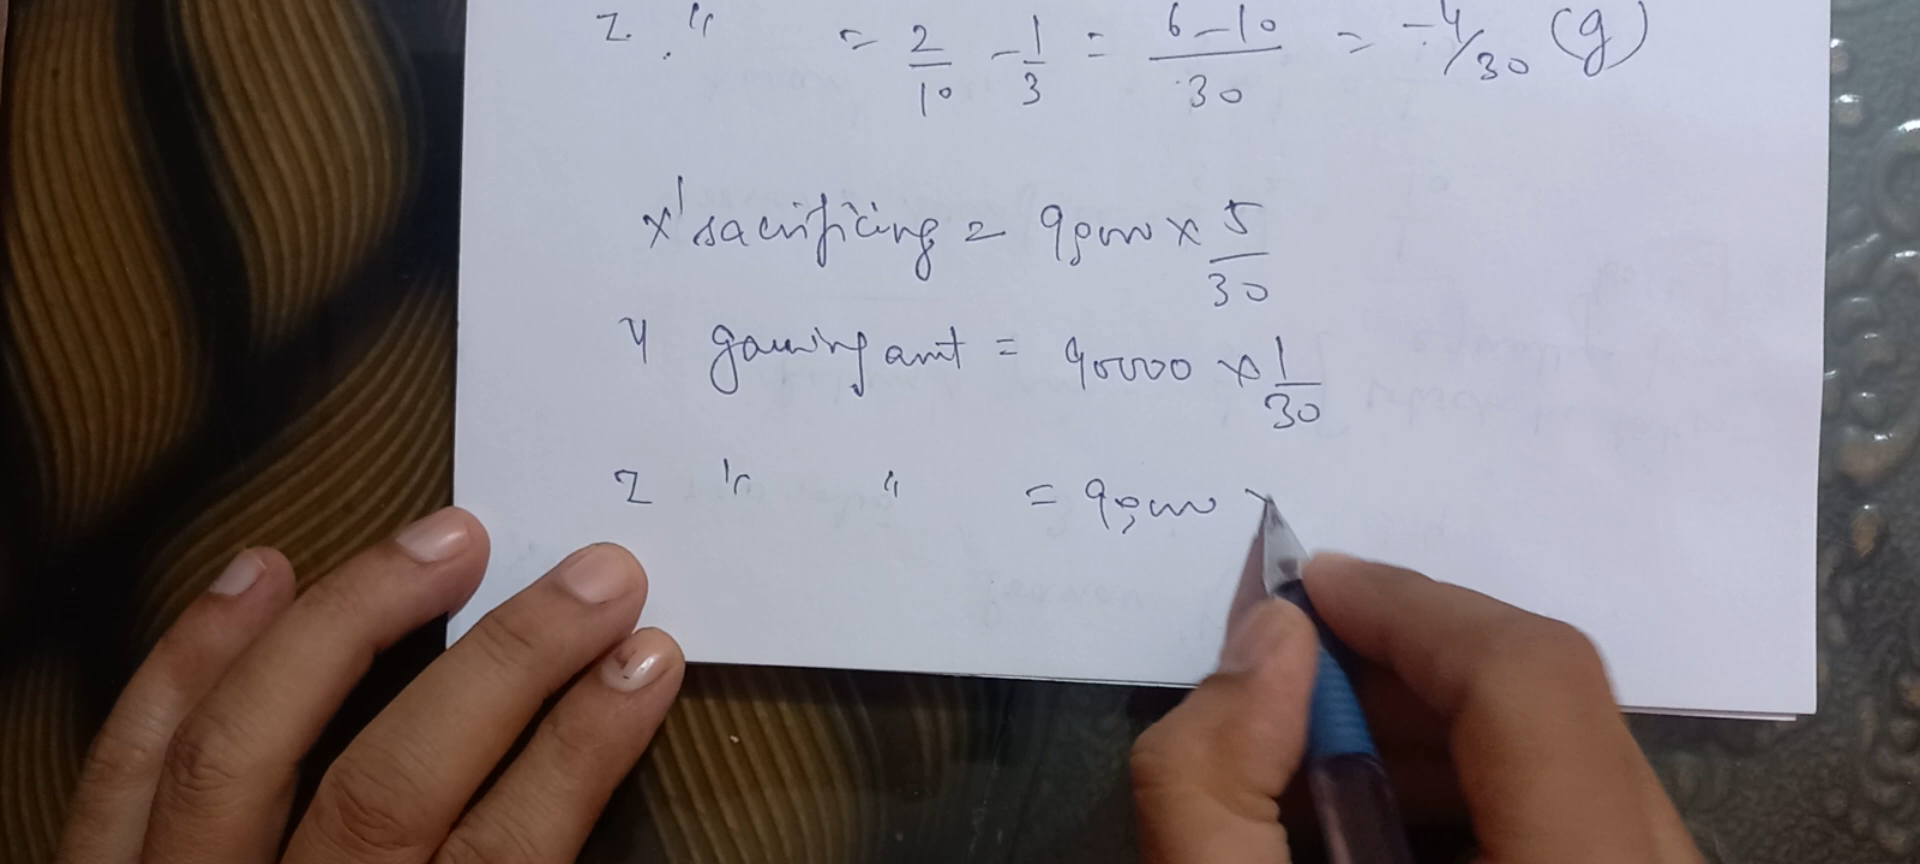 Z. " = 2/10 - 1/3 = 6-10/30 = -4/30 (g)
x' sacrificing = 90000 x 5/30
Y gaining amt = 90000 x 1/30
Z " " = 90000 x